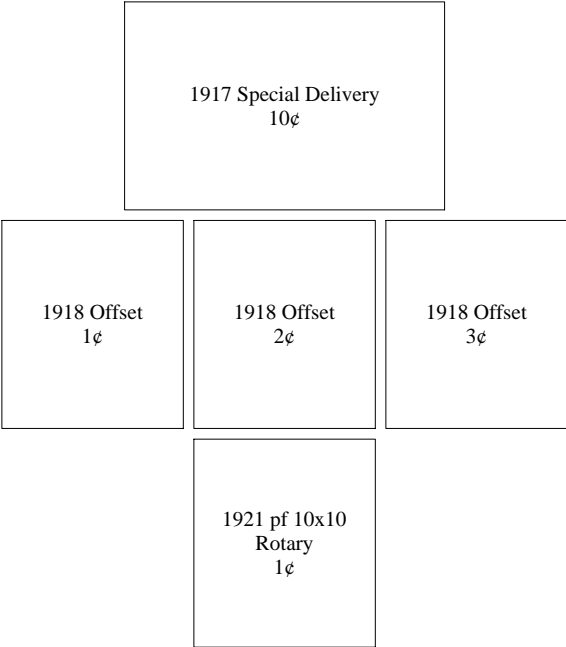 1917 Special Delivery
10¢
1918 Offset
1¢
1918 Offset
2¢
1918 Offset
3¢
1921 pf 10x10
Rotary
1¢